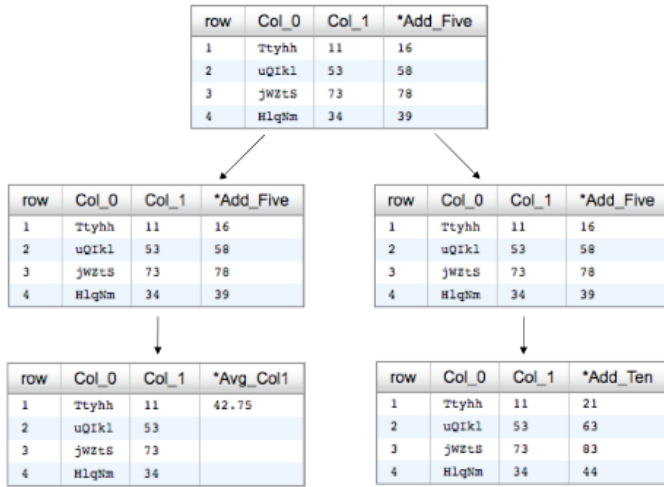 row Col_0 Col_1 *Add_Five
1 Ttyhh 11 16
2 uQIkl 53 58
3 jWZtS 73 78
4 HlqNm 34 39
row Col_0 Col_1 *Add_Five
1 Ttyhh 11 16
2 uQIkl 53 58
3 jWZtS 73 78
4 HlqNm 34 39
row Col_0 Col_1 *Add_Five
1 Ttyhh 11 16
2 uQIkl 53 58
3 jWZtS 73 78
4 HlqNm 34 39
row Col_0 Col_1 *Avg_Col1
1 Ttyhh 11 42.75
2 uQIkl 53
3 jWZtS 73
4 HlqNm 34
row Col_0 Col_1 *Add_Ten
1 Ttyhh 11 21
2 uQIkl 53 63
3 jWZtS 73 83
4 HlqNm 34 44